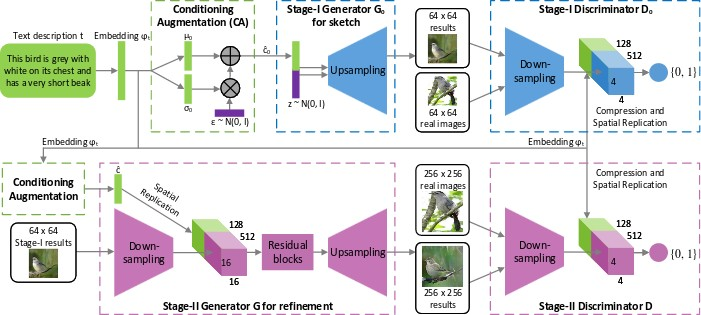 Text description t
This bird is grey with
white on its chest and
has a very short beak
Embedding φₜ
Conditioning
Augmentation (CA)
μ₀
σ₀
ε ~ N(0, I)
ĉ₀
Stage-I Generator G₀
for sketch
z ~ N(0, I)
Upsampling
64 x 64
results
64 x 64
real images
Stage-I Discriminator D₀
Down-
sampling
128
512
4
4
{0, 1}
Compression and
Spatial Replication
Embedding φₜ
Embedding φₜ
Conditioning
Augmentation
ĉ
Spatial
Replication
64 x 64
Stage-I results
Down-
sampling
128
512
16
16
Residual
blocks
Upsampling
Stage-II Generator G for refinement
256 x 256
real images
256 x 256
results
Compression and
Spatial Replication
Down-
sampling
128
512
4
4
{0, 1}
Stage-II Discriminator D